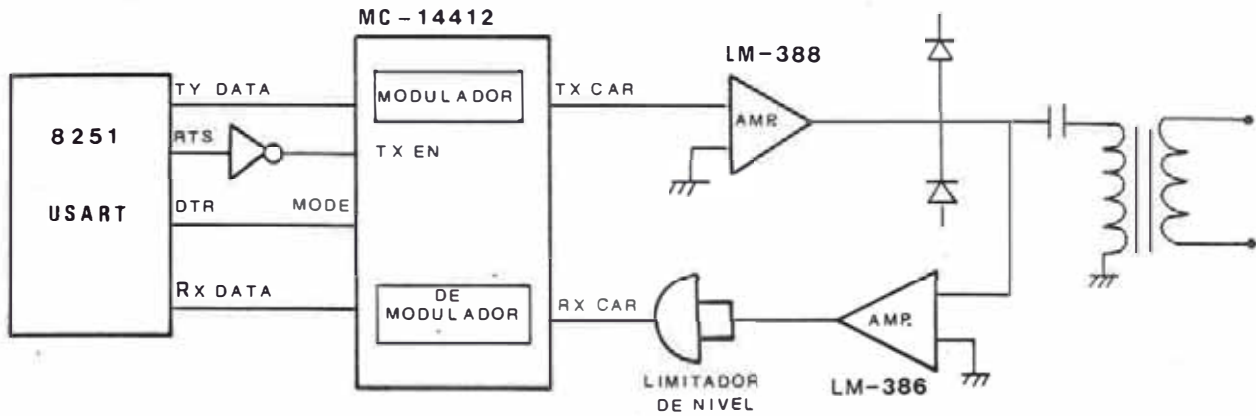 MC-14412
LM-388
8251
USART
TY DATA
RTS
DTR
Rx DATA
MODULADOR
TX EN
MODE
DE
MODULADOR
TX CAR
RX CAR
AMP.
LIMITADOR
DE NIVEL
AMP.
LM-386